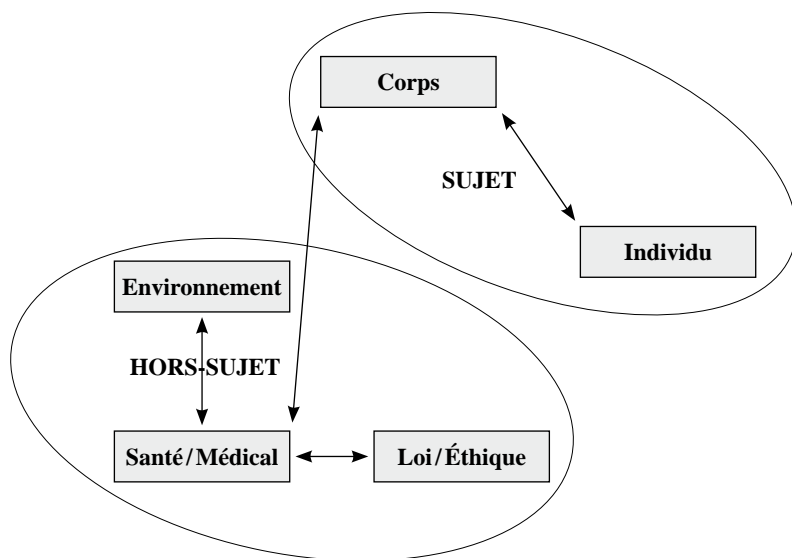 Corps
SUJET
Individu
Environnement
HORS-SUJET
Santé/Médical
Loi/Éthique